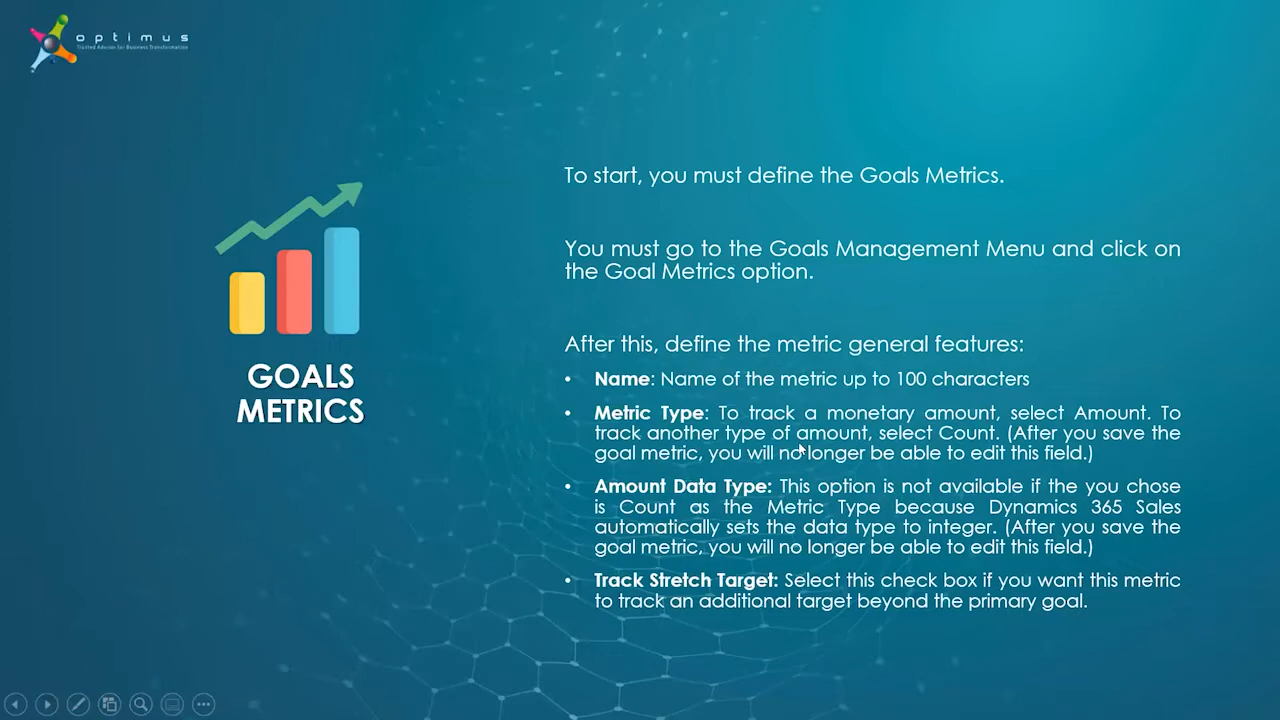 optimus
Trusted Advisor for Business Transformation
To start, you must define the Goals Metrics.
You must go to the Goals Management Menu and click on
the Goal Metrics option.
After this, define the metric general features:
• Name: Name of the metric up to 100 characters
• Metric Type: To track a monetary amount, select Amount. To
track another type of amount, select Count. (After you save the
goal metric, you will no longer be able to edit this field.)
• Amount Data Type: This option is not available if the you chose
is Count as the Metric Type because Dynamics 365 Sales
automatically sets the data type to integer. (After you save the
goal metric, you will no longer be able to edit this field.)
• Track Stretch Target: Select this check box if you want this metric
to track an additional target beyond the primary goal.
GOALS
METRICS